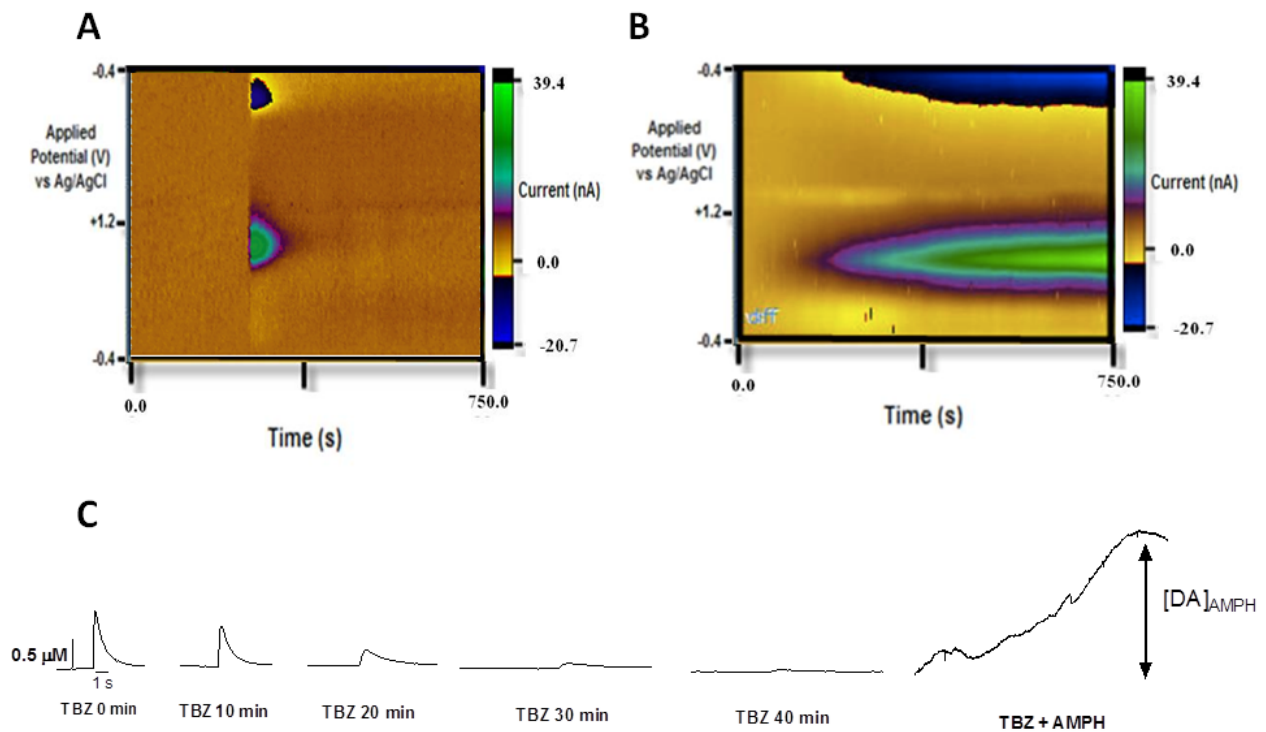 A
-0.4
Applied
Potential (V)
vs Ag/AgCl
+1.2
-0.4
0.0
750.0
Time (s)
39.4
Current (nA)
0.0
-20.7
B
-0.4
Applied
Potential (V)
vs Ag/AgCl
+1.2
-0.4
0.0
750.0
Time (s)
39.4
Current (nA)
0.0
-20.7
C
0.5 µM
1 s
TBZ 0 min
TBZ 10 min
TBZ 20 min
TBZ 30 min
TBZ 40 min
TBZ + AMPH
[DA]AMPH